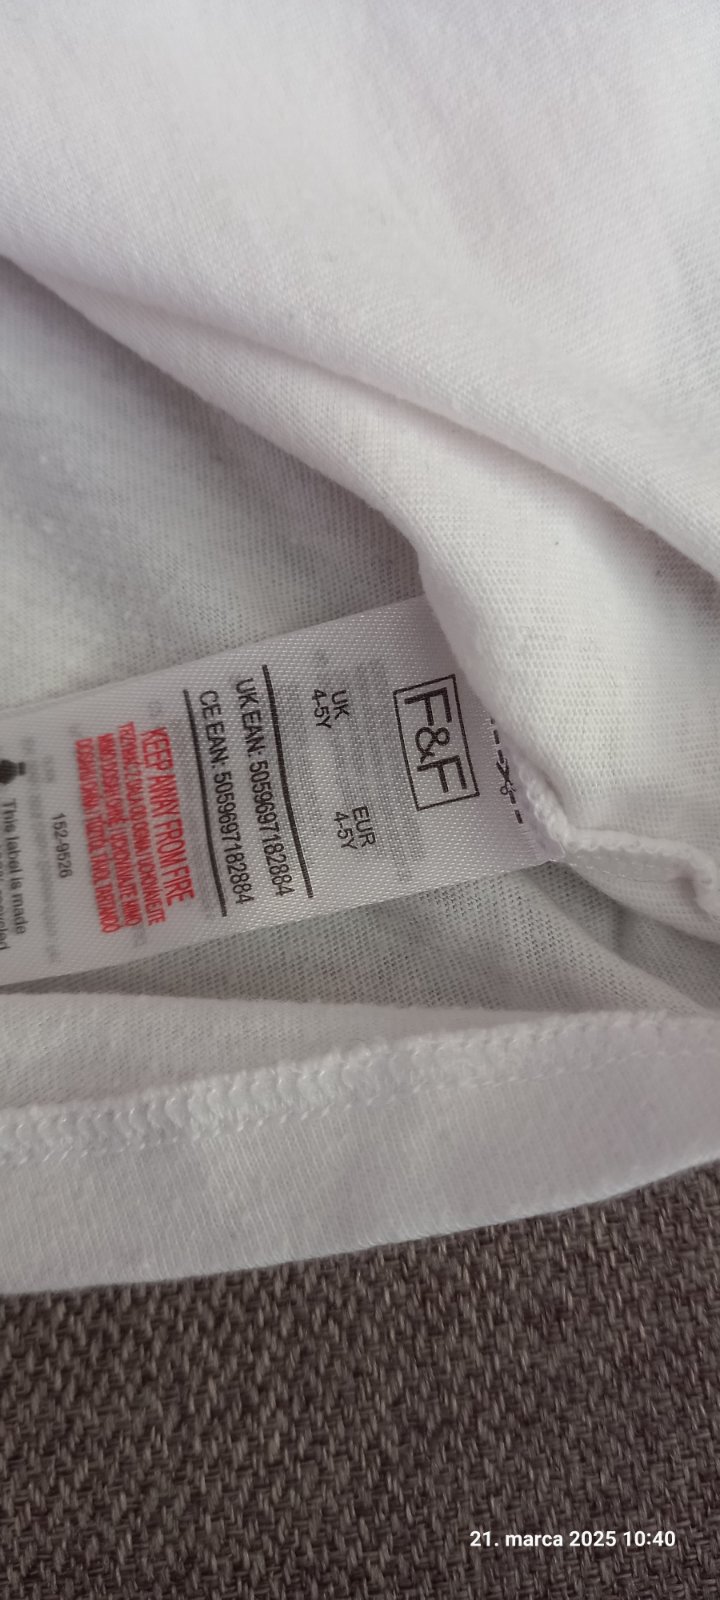 F&F
UK EUR
4-5Y 4-5Y
UK EAN: 5059697182884
CE EAN: 5059697182884
KEEP AWAY FROM FIRE
152-9526
This label is made
21. marca 2025 10:40